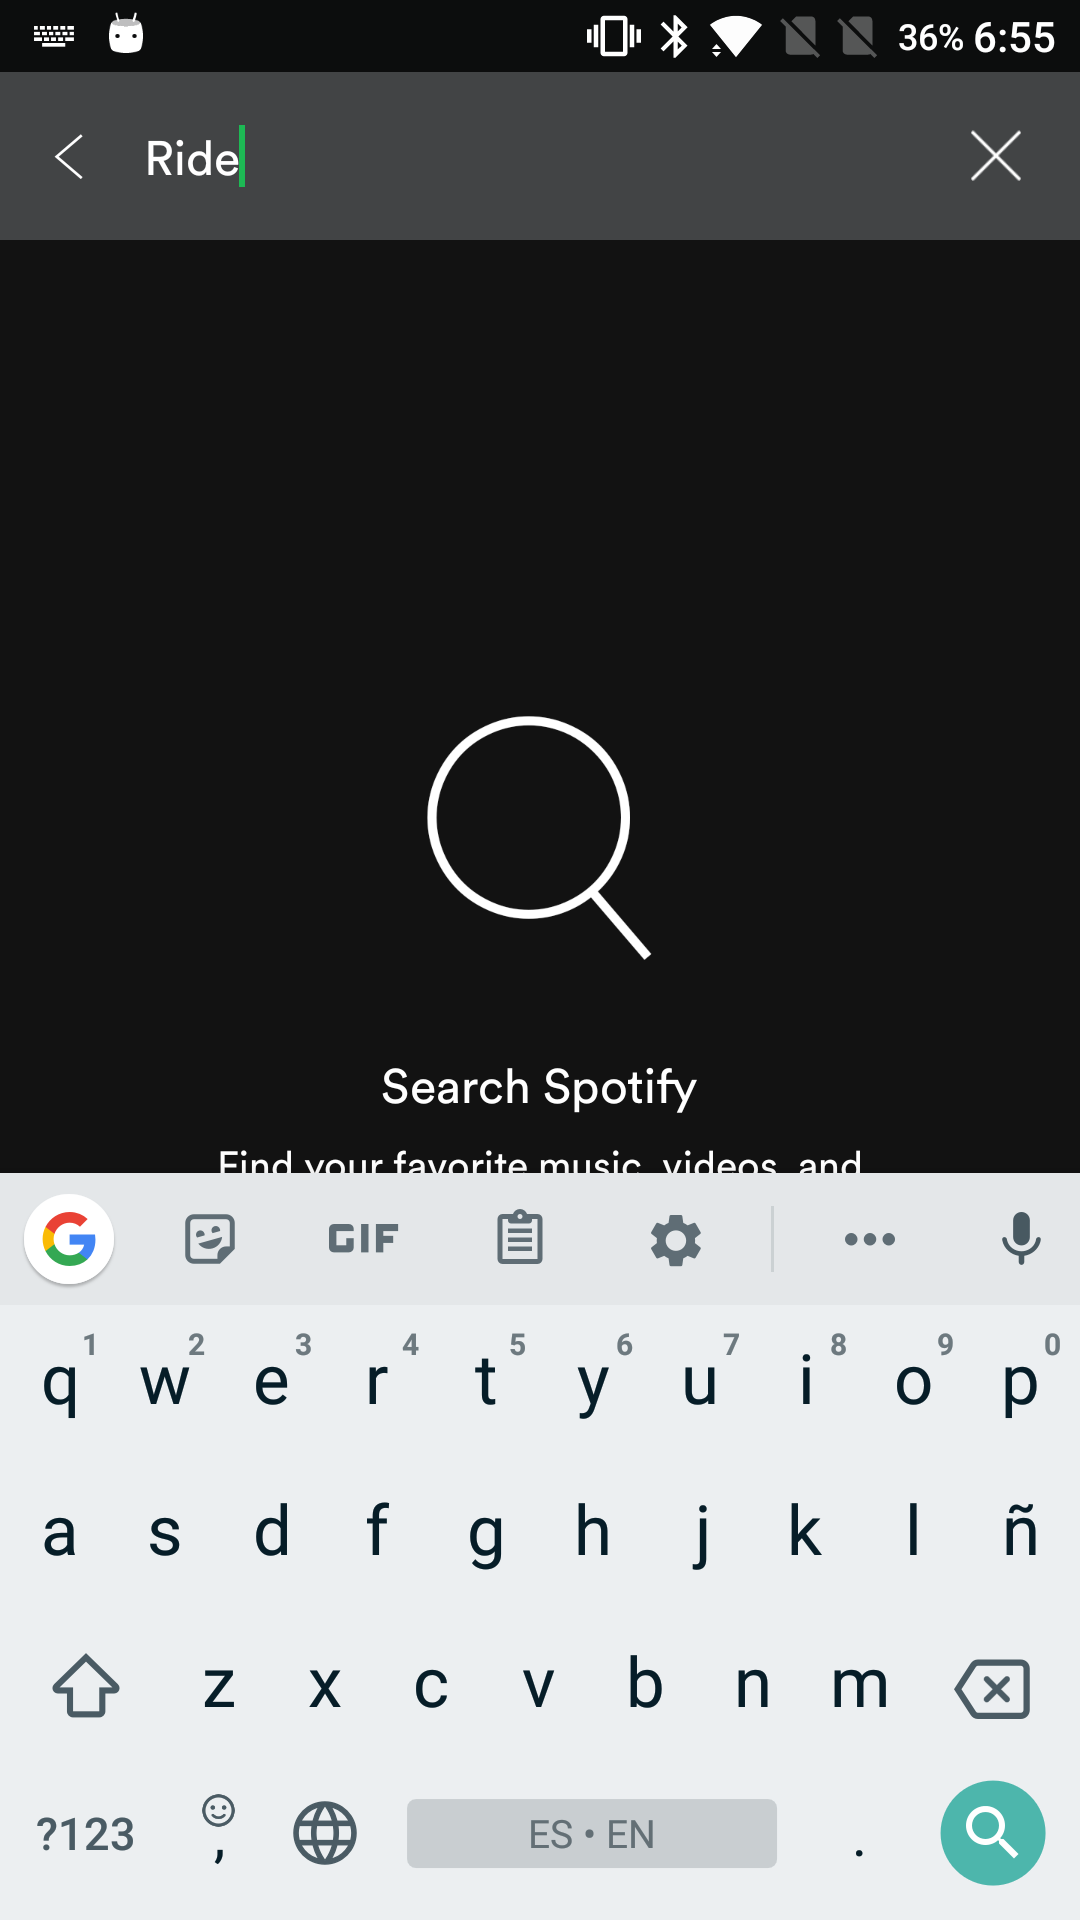 36% 6:55
Ride
Search Spotify
Find your favorite music, videos, and
GIF
1 2 3 4 5 6 7 8 9 0
q w e r t y u i o p
a s d f g h j k l ñ
z x c v b n m
?123 , ES • EN .